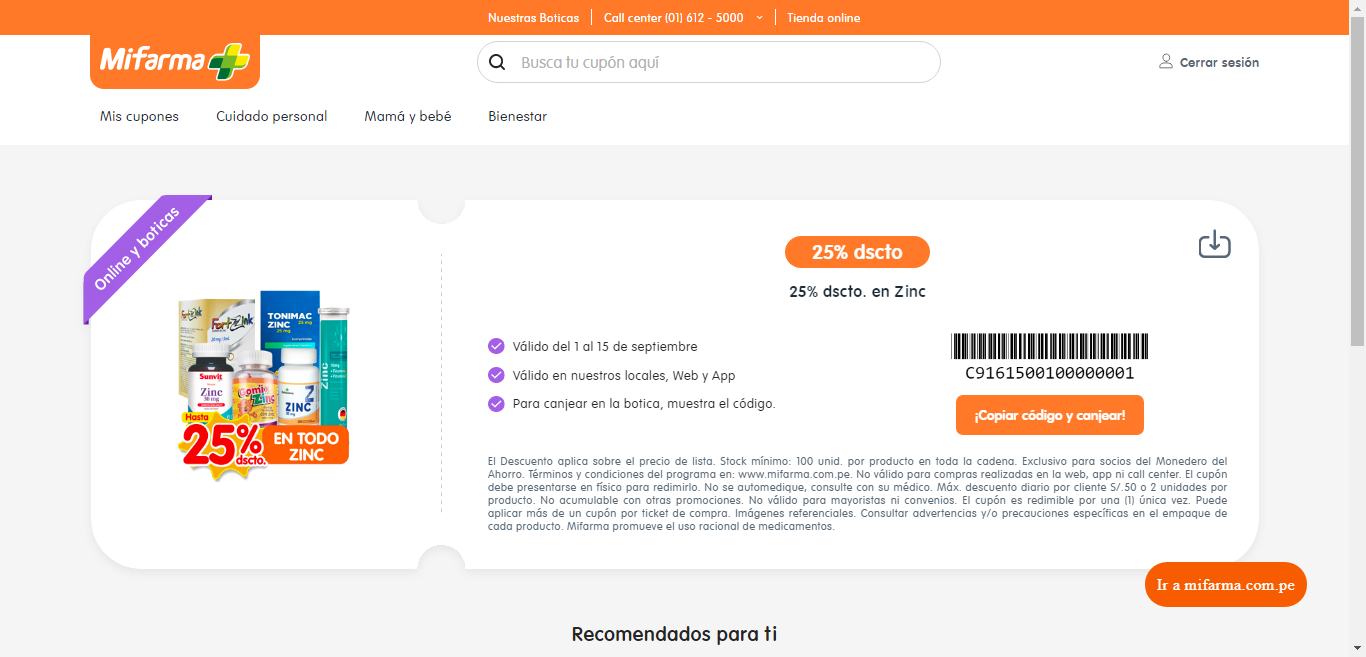 Nuestras Boticas
Call center (01) 612 - 5000
Tienda online
Mifarma
Busca tu cupón aquí
Cerrar sesión
Mis cupones
Cuidado personal
Mamá y bebé
Bienestar
Online y boticas
25% dscto
25% dscto. en Zinc
TONIMAC
ZINC
25 mg
Sunvit
Zinc
30 mg
Gomi
Zinc
ZINC
Zinc
Hasta
25%
dscto.
EN TODO
ZINC
Válido del 1 al 15 de septiembre
Válido en nuestros locales, Web y App
Para canjear en la botica, muestra el código.
C9161500100000001
¡Copiar código y canjear!
El Descuento aplica sobre el precio de lista. Stock mínimo: 100 unid. por producto en toda la cadena. Exclusivo para socios del Monedero del
Ahorro. Términos y condiciones del programa en: www.mifarma.com.pe. No válido para compras realizadas en la web, app ni call center. El cupón
debe presentarse en físico para redimirlo. No se automedique, consulte con su médico. Máx. descuento diario por cliente S/.50 o 2 unidades por
producto. No acumulable con otras promociones. No válido para mayoristas ni convenios. El cupón es redimible por una (1) única vez. Puede
aplicar más de un cupón por ticket de compra. Imágenes referenciales. Consultar advertencias y/o precauciones específicas en el empaque de
cada producto. Mifarma promueve el uso racional de medicamentos.
Ir a mifarma.com.pe
Recomendados para ti